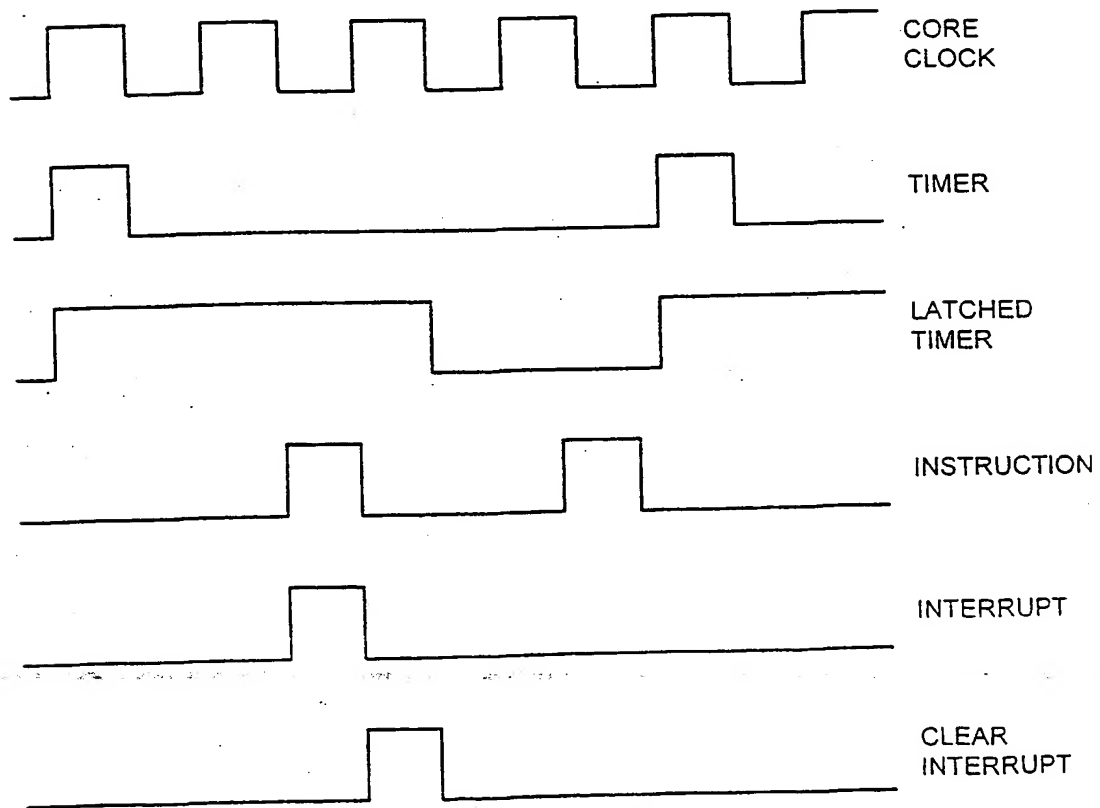 CORE
CLOCK
TIMER
LATCHED
TIMER
INSTRUCTION
INTERRUPT
CLEAR
INTERRUPT